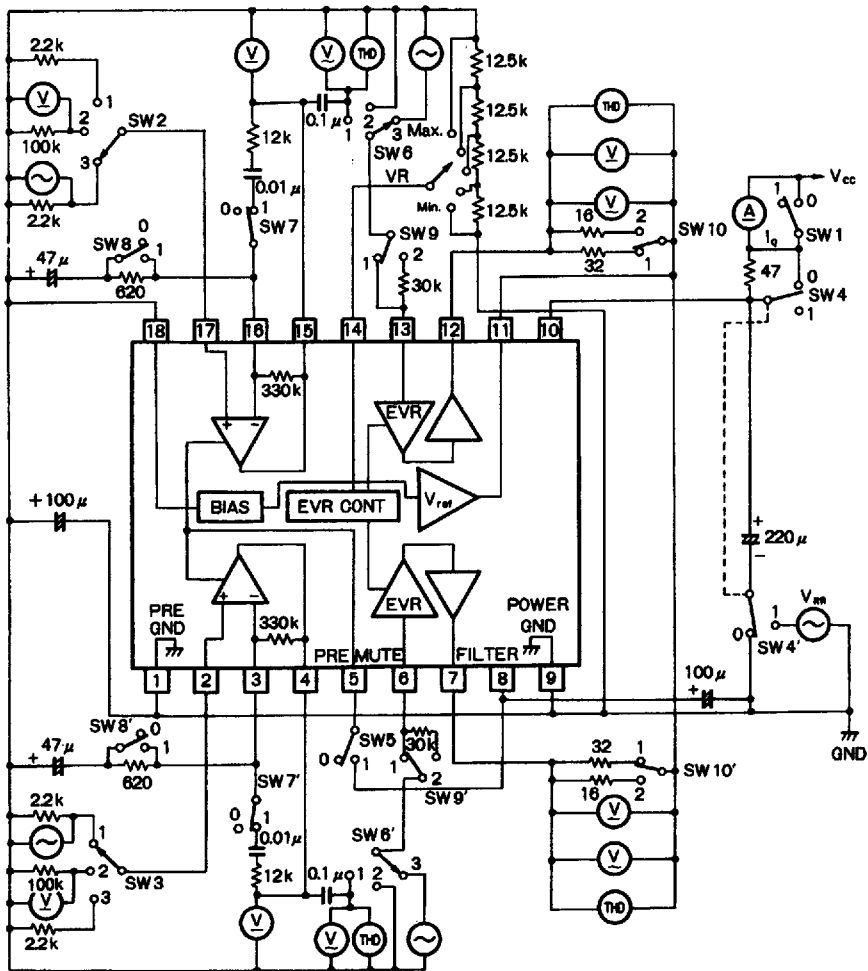 2.2k
V
100k
2.2k
1
2
3
SW2
V
12k
0.01μ
0
1
SW7
V
THD
0.1μ
1
2
3
SW6
Max.
VR
Min.
12.5k
12.5k
12.5k
12.5k
SW9
1
2
30k
THD
V
V
16
2
SW10
32
1
Vcc
A
1
0
SW1
IQ
47
0
SW4
1
47μ
+
SW8
0
1
620
18
17
16
15
14
13
12
11
10
330k
EVR
+
-
BIAS
EVR CONT
Vref
+100μ
+
-
330k
EVR
PRE
GND
PRE MUTE
FILTER
POWER
GND
1
2
3
4
5
6
7
8
9
+
220μ
-
VRR
1
0
SW4'
100μ
+
GND
47μ
+
SW8'
0
1
620
SW7'
0
1
0.01μ
12k
V
SW5
0
1
30k
1
2
SW9'
32
1
SW10'
16
2
V
V
THD
2.2k
1
2
3
SW3
100k
V
2.2k
0.1μ
1
2
3
SW6'
V
THD